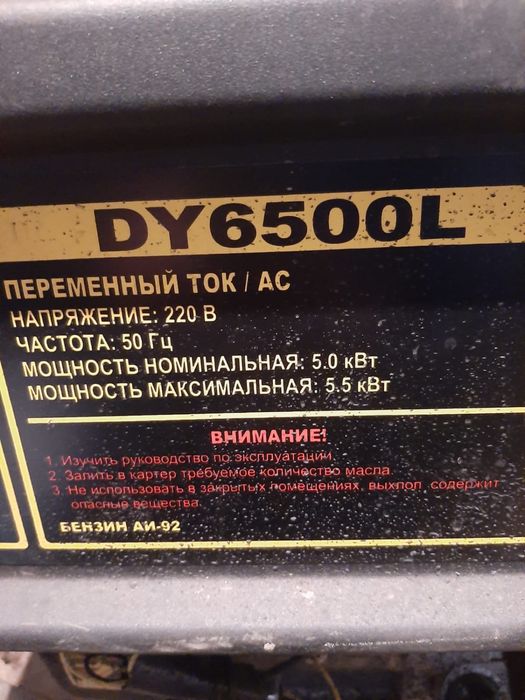 DY6500L
ПЕРЕМЕННЫЙ ТОК / AC
НАПРЯЖЕНИЕ: 220 В
ЧАСТОТА: 50 Гц
МОЩНОСТЬ НОМИНАЛЬНАЯ: 5.0 кВт
МОЩНОСТЬ МАКСИМАЛЬНАЯ: 5.5 кВт
ВНИМАНИЕ!
1. Изучить руководство по эксплуатации.
2. Залить в картер требуемое количество масла.
3. Не использовать в закрытых помещениях, выхлоп содержит
опасные вещества.
БЕНЗИН АИ-92